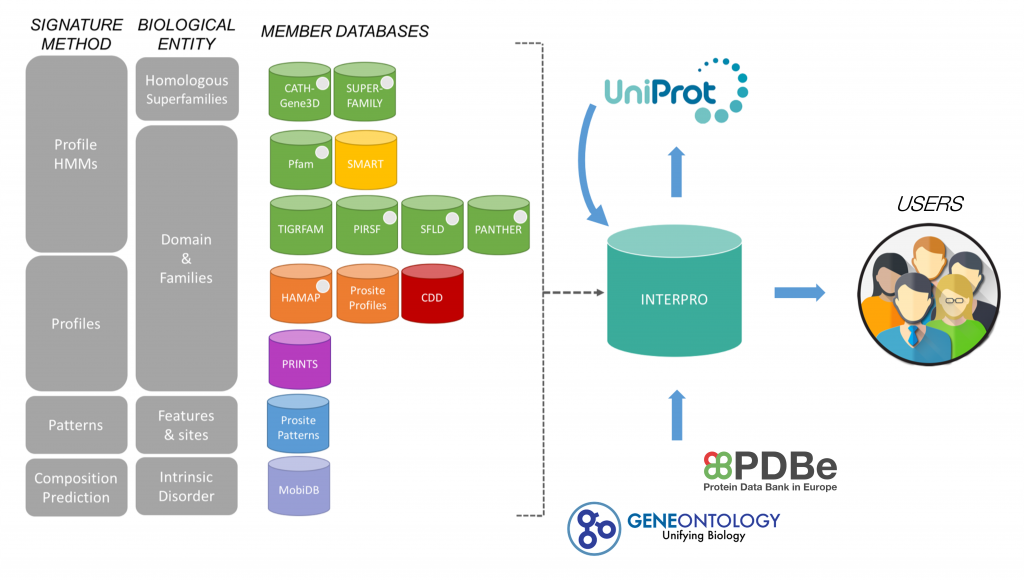 SIGNATURE
METHOD
BIOLOGICAL
ENTITY
MEMBER DATABASES
Profile
HMMs
Homologous
Superfamilies
CATH-
Gene3D
SUPER-
FAMILY
Domain
&
Families
Pfam
SMART
TIGRFAM
PIRSF
SFLD
PANTHER
Profiles
HAMAP
Prosite
Profiles
CDD
PRINTS
Patterns
Features
& sites
Prosite
Patterns
Composition
Prediction
Intrinsic
Disorder
MobiDB
UniProt
INTERPRO
USERS
PDBe
Protein Data Bank in Europe
go
GENEONTOLOGY
Unifying Biology